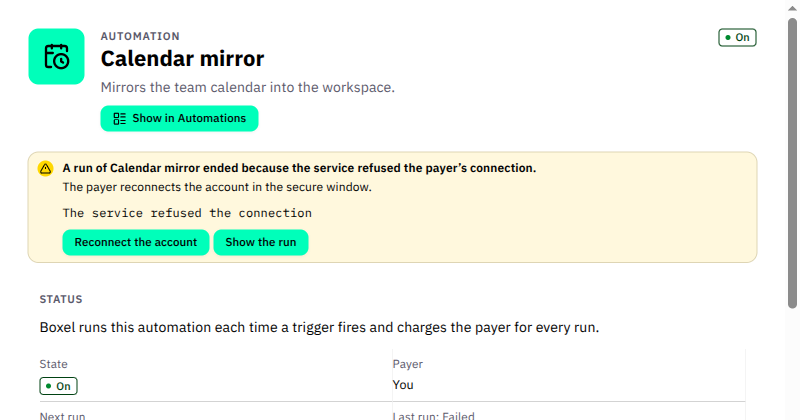 AUTOMATION
On
Calendar mirror
Mirrors the team calendar into the workspace.
Show in Automations
A run of Calendar mirror ended because the service refused the payer’s connection.
The payer reconnects the account in the secure window.
The service refused the connection
Reconnect the account
Show the run
STATUS
Boxel runs this automation each time a trigger fires and charges the payer for every run.
State
Payer
On
You
Next run
Last run: Failed